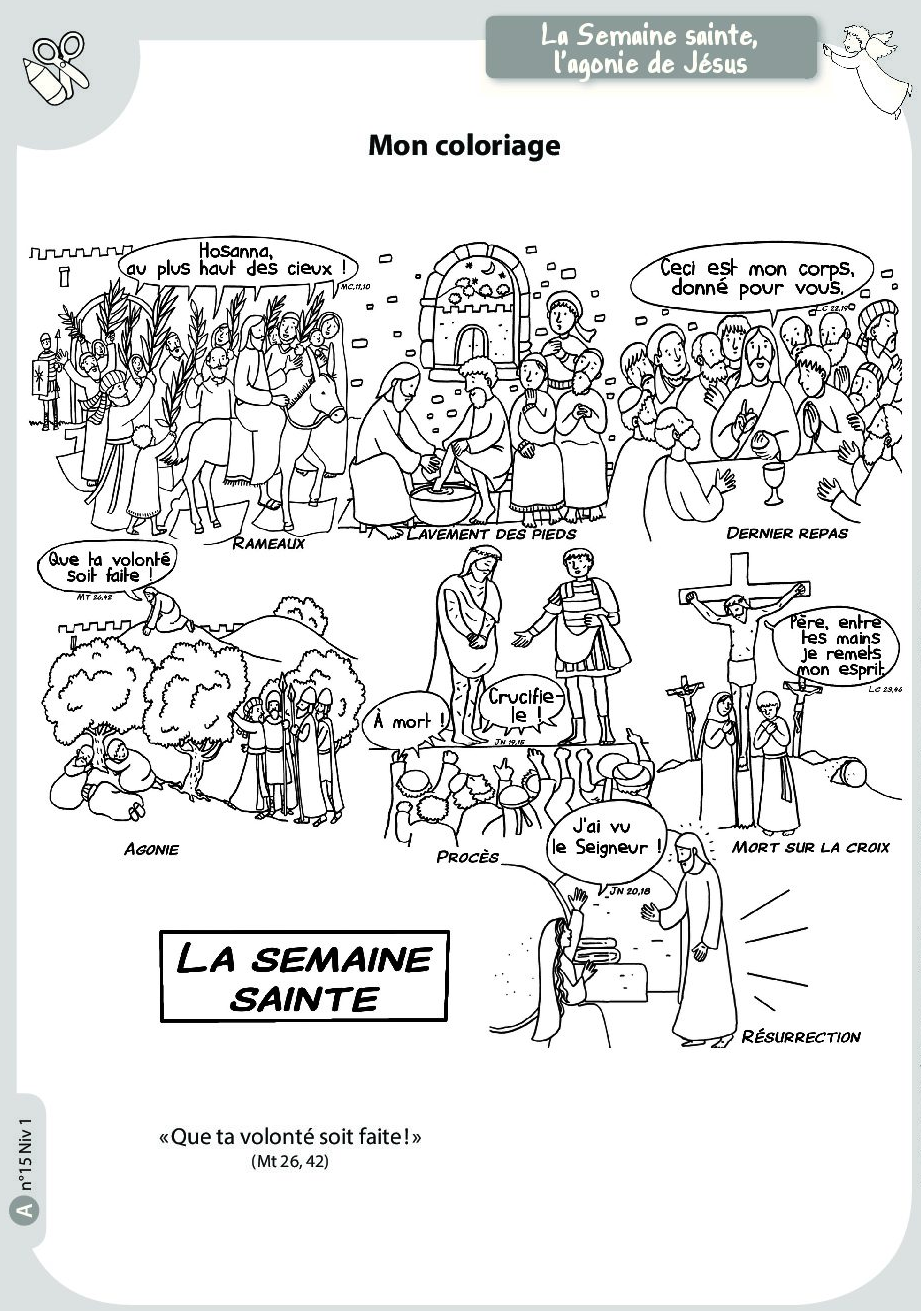 La Semaine sainte,
l'agonie de Jésus
Mon coloriage
Hosanna,
au plus haut des cieux !
MC,11,10
Ceci est mon corps,
donné pour vous.
LC 22,19
RAMEAUX
LAVEMENT DES PIEDS
DERNIER REPAS
Que ta volonté
soit faite !
MT 26,42
Père, entre
tes mains
je remets
mon esprit.
LC 23,46
À mort !
Crucifie-
le !
JN 19,15
AGONIE
PROCÈS
MORT SUR LA CROIX
J'ai vu
le Seigneur !
JN 20,18
LA SEMAINE
SAINTE
RÉSURRECTION
«Que ta volonté soit faite!»
(Mt 26, 42)
A n°15 Niv 1